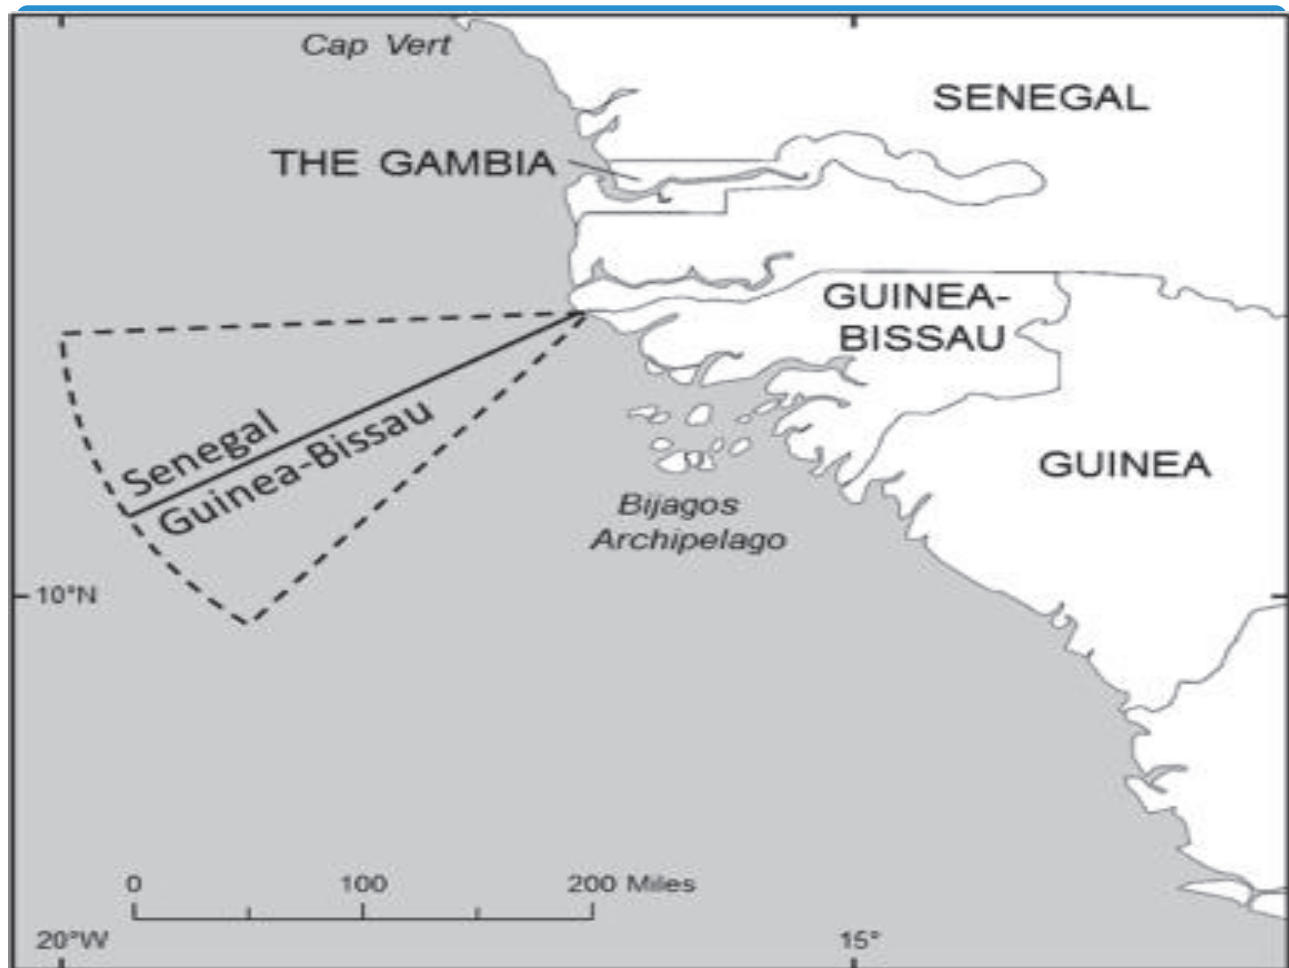 Cap Vert
SENEGAL
THE GAMBIA
GUINEA-
BISSAU
Senegal
Guinea-Bissau
GUINEA
Bijagos
Archipelago
10°N
0 100 200 Miles
20°W 15°